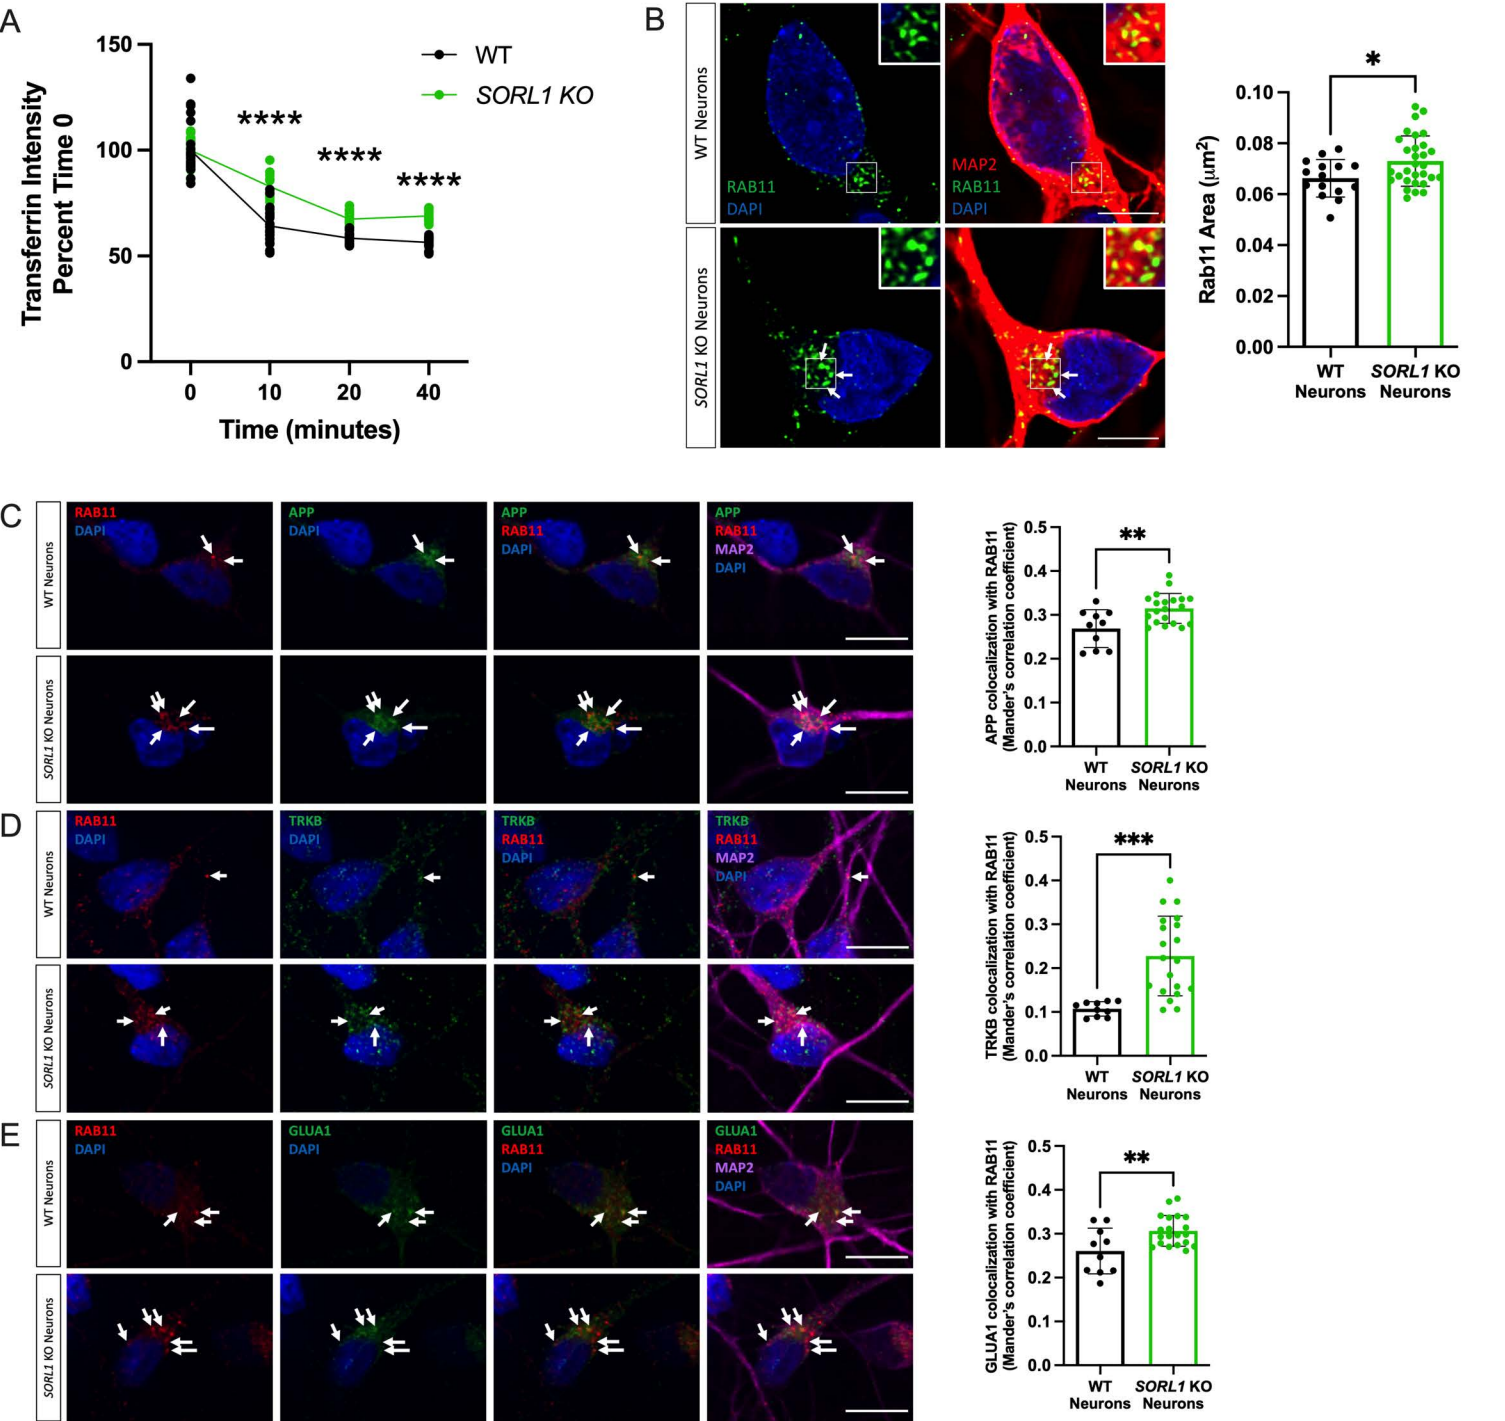 A
Transferrin Intensity
Percent Time 0
150
100
50
0
WT
SORL1 KO
****
****
****
0 10 20 40
Time (minutes)
B
WT Neurons
RAB11
DAPI
MAP2
RAB11
DAPI
SORL1 KO Neurons
Rab11 Area (μm2)
0.10
0.08
0.06
0.04
0.02
0.00
*
WT
Neurons
SORL1 KO
Neurons
C
WT Neurons
RAB11
DAPI
APP
DAPI
APP
RAB11
DAPI
APP
RAB11
MAP2
DAPI
SORL1 KO Neurons
APP colocalization with RAB11
(Mander's correlation coefficient)
0.5
0.4
0.3
0.2
0.1
0.0
**
WT
Neurons
SORL1 KO
Neurons
D
WT Neurons
RAB11
DAPI
TRKB
DAPI
TRKB
RAB11
DAPI
TRKB
RAB11
MAP2
DAPI
SORL1 KO Neurons
TRKB colocalization with RAB11
(Mander's correlation coefficient)
0.5
0.4
0.3
0.2
0.1
0.0
***
WT
Neurons
SORL1 KO
Neurons
E
WT Neurons
RAB11
DAPI
GLUA1
DAPI
GLUA1
RAB11
DAPI
GLUA1
RAB11
MAP2
DAPI
SORL1 KO Neurons
GLUA1 colocalization with RAB11
(Mander's correlation coefficient)
0.5
0.4
0.3
0.2
0.1
0.0
**
WT
Neurons
SORL1 KO
Neurons